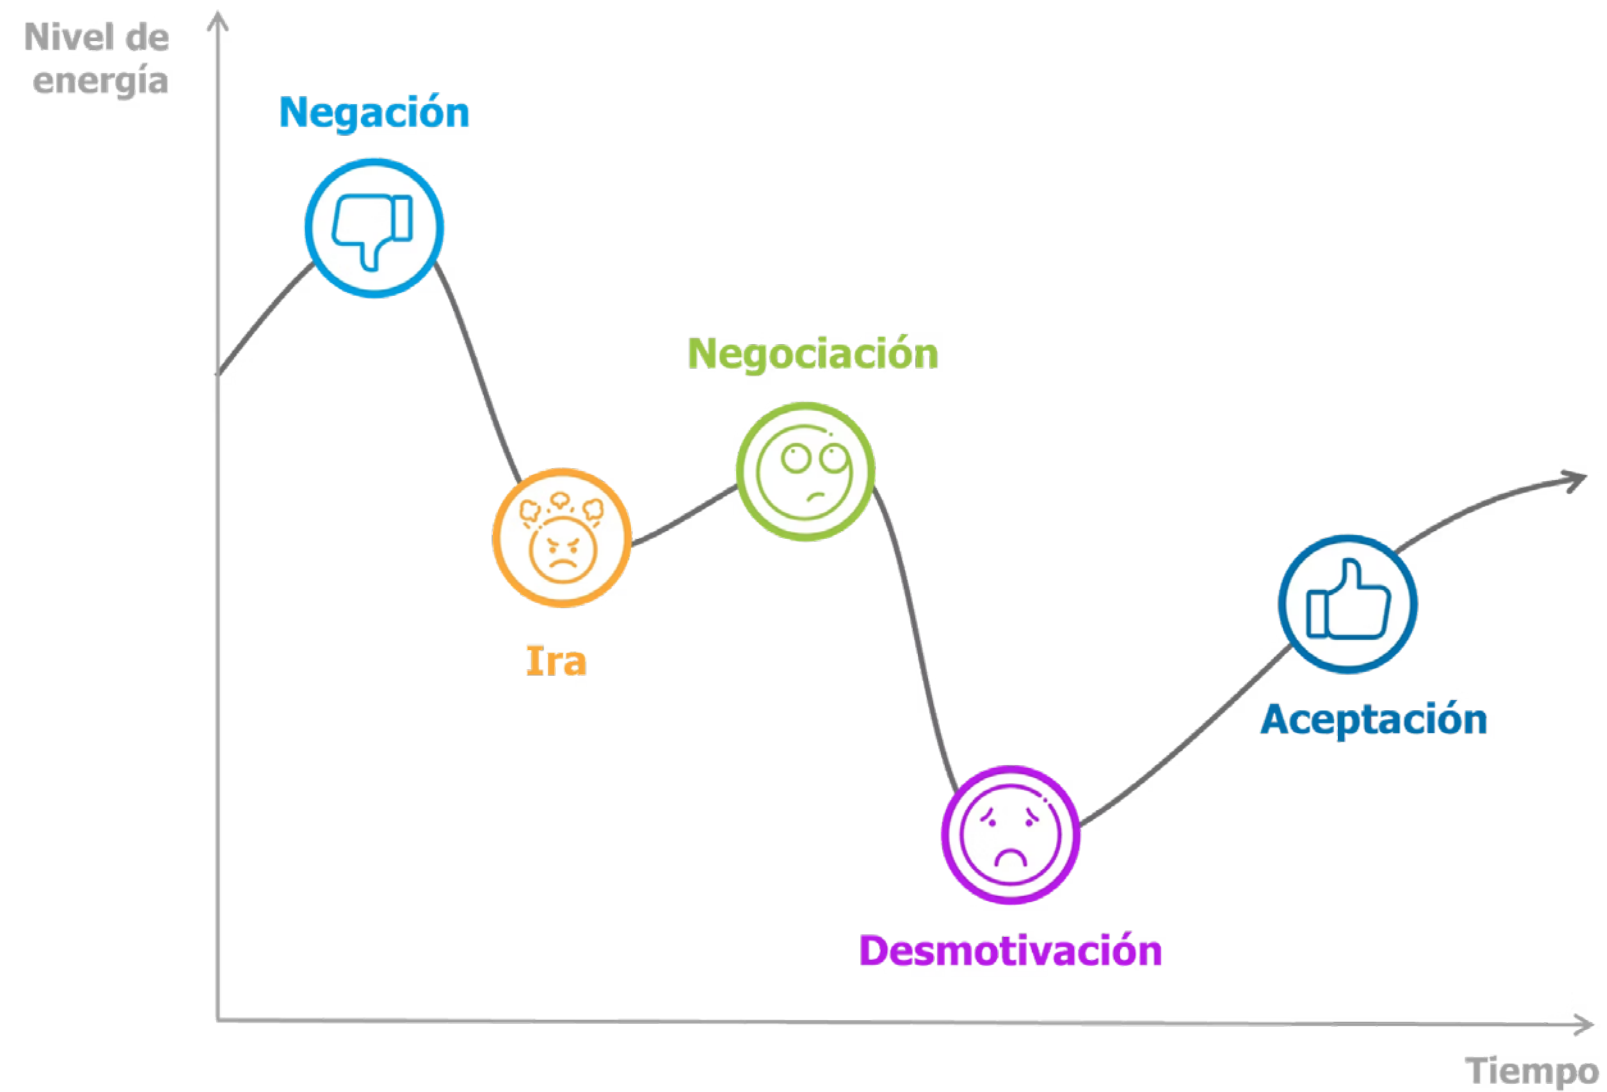 Nivel de
energía
Negación
Negociación
Ira
Aceptación
Desmotivación
Tiempo